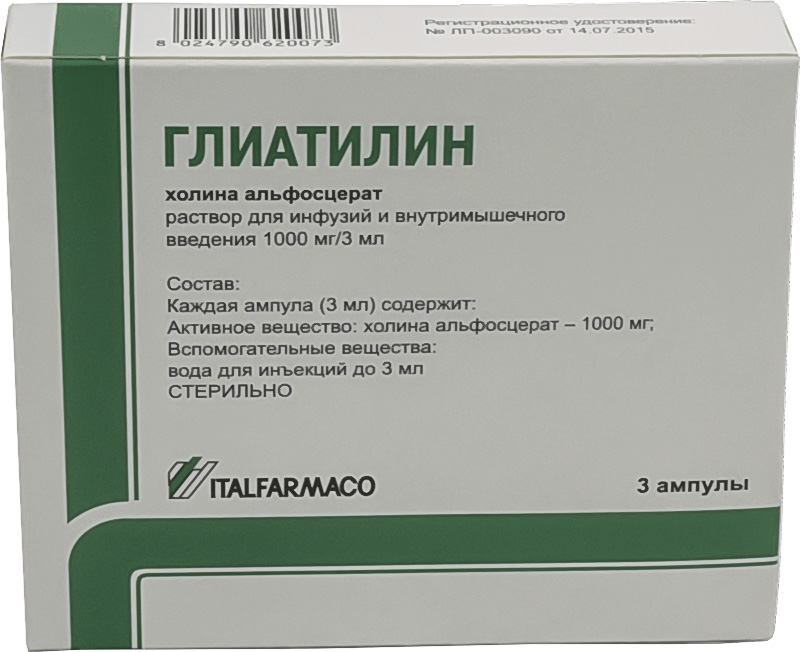 8 024790 620073
Регистрационное удостоверение:
№ ЛП-003090 от 14.07.2015
ГЛИАТИЛИН
холина альфосцерат
раствор для инфузий и внутримышечного
введения 1000 мг/3 мл
Состав:
Каждая ампула (3 мл) содержит:
Активное вещество: холина альфосцерат – 1000 мг;
Вспомогательные вещества:
вода для инъекций до 3 мл
СТЕРИЛЬНО
ITALFARMACO
3 ампулы